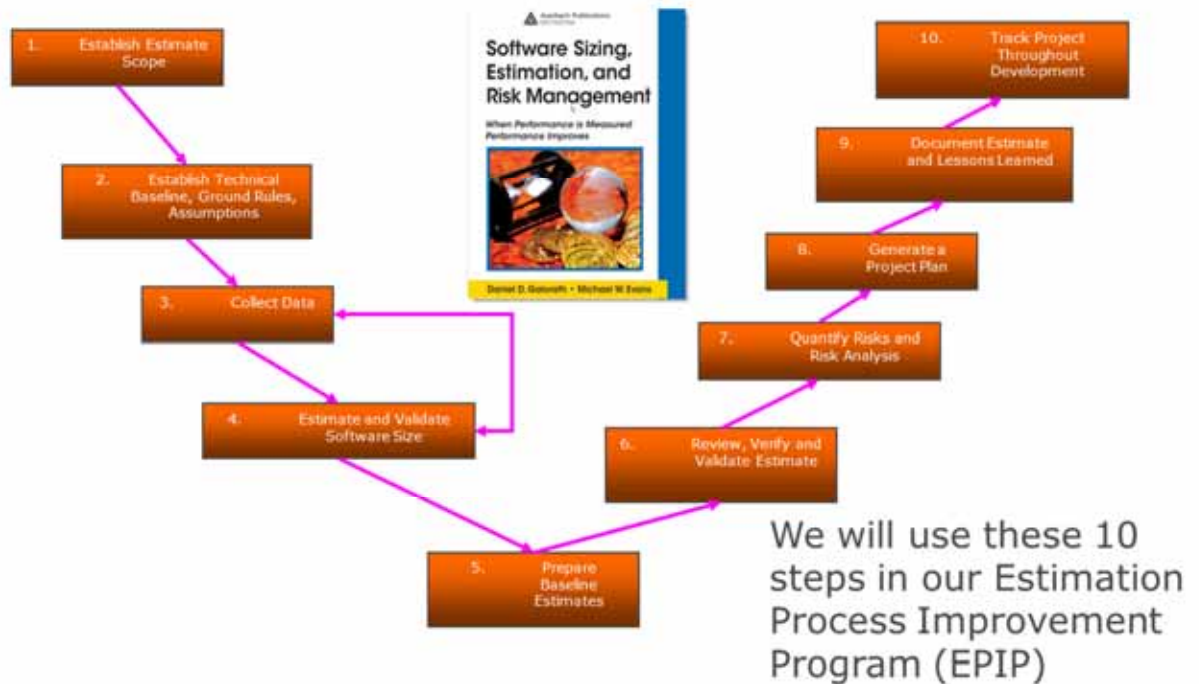 1. Establish Estimate
Scope
2. Establish Technical
Baseline, Ground Rules,
Assumptions
3. Collect Data
4. Estimate and Validate
Software Size
5. Prepare
Baseline
Estimates
6. Review, Verify and
Validate Estimate
7. Quantify Risks and
Risk Analysis
8. Generate a
Project Plan
9. Document Estimate
and Lessons Learned
10. Track Project
Throughout
Development
Auerbach Publications
Software Sizing,
Estimation, and
Risk Management
When Performance is Measured
Performance Improves
Daniel D. Galorath • Michael W. Evans
We will use these 10
steps in our Estimation
Process Improvement
Program (EPIP)